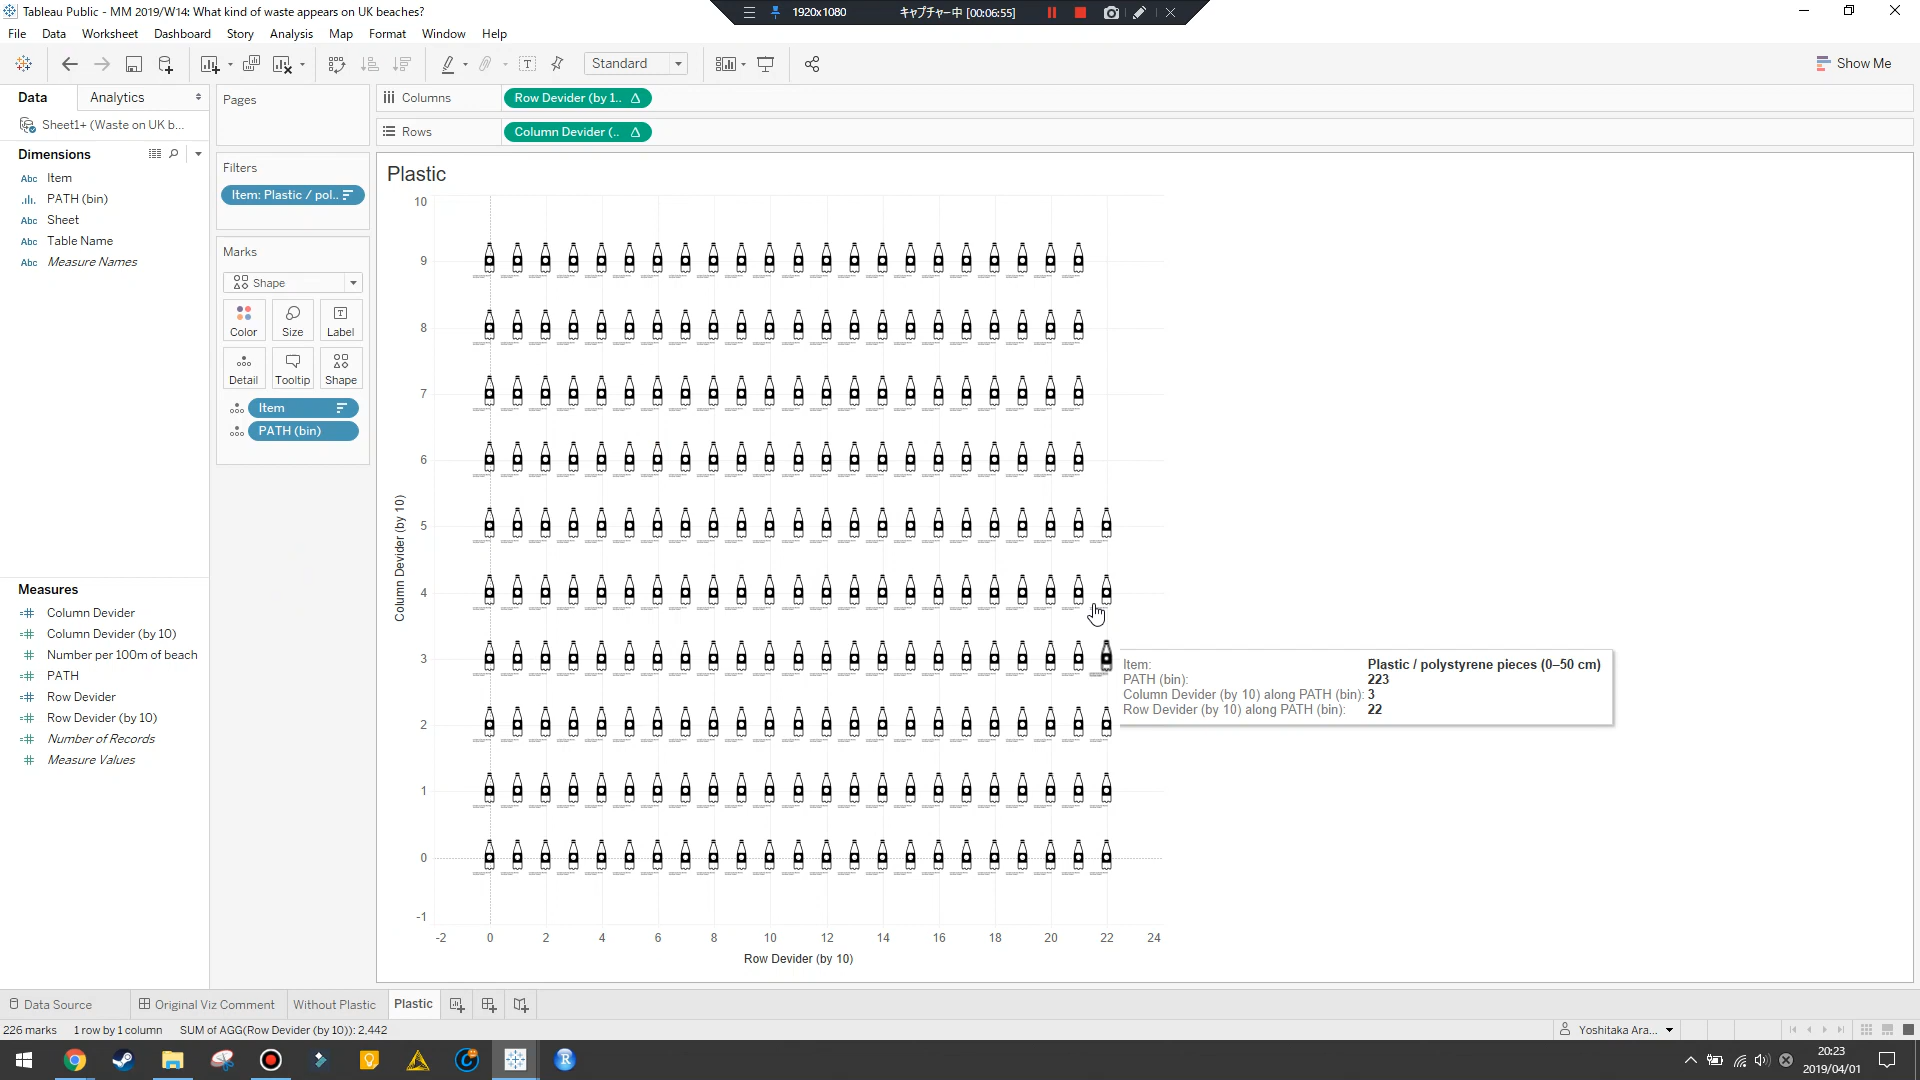 Tableau Public - MM 2019/W14: What kind of waste appears on UK beaches?
1920x1080
キャプチャー中 [00:06:55]
File Data Worksheet Dashboard Story Analysis Map Format Window Help
Standard
Show Me
Data Analytics
Sheet1+ (Waste on UK b...
Dimensions
Abc Item
PATH (bin)
Abc Sheet
Abc Table Name
Abc Measure Names
Measures
Column Devider
Column Devider (by 10)
Number per 100m of beach
PATH
Row Devider
Row Devider (by 10)
Number of Records
Measure Values
Pages
Filters
Item: Plastic / pol..
Marks
Shape
Color Size Label
Detail Tooltip Shape
Item
PATH (bin)
Columns Row Devider (by 1..
Rows Column Devider (..
Plastic
10
9
8
7
6
5
4
3
2
1
0
-1
Column Devider (by 10)
-2 0 2 4 6 8 10 12 14 16 18 20 22 24
Row Devider (by 10)
Item: Plastic / polystyrene pieces (0–50 cm)
PATH (bin): 223
Column Devider (by 10) along PATH (bin): 3
Row Devider (by 10) along PATH (bin): 22
Data Source Original Viz Comment Without Plastic Plastic
226 marks 1 row by 1 column SUM of AGG(Row Devider (by 10)): 2,442
Yoshitaka Ara...
20:23
2019/04/01